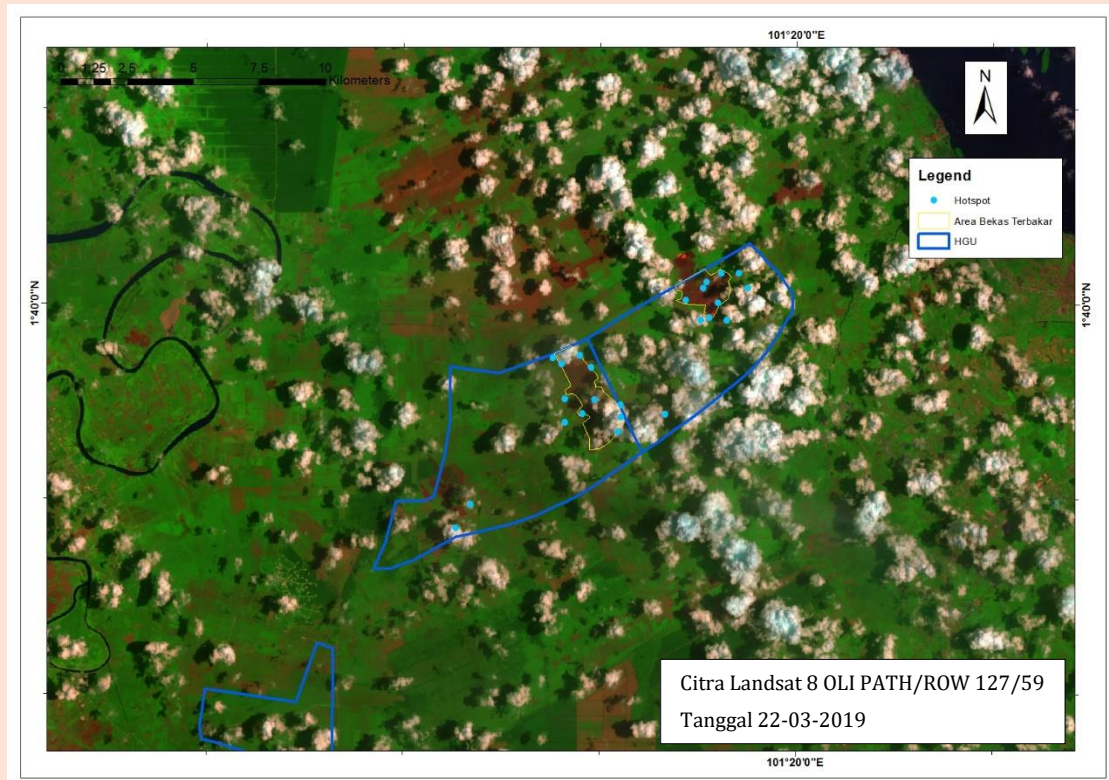 101°20'0"E
0 1.25 2.5 5 7.5 10
Kilometers
N
Legend
Hotspot
Area Bekas Terbakar
HGU
1°40'0"N
1°40'0"N
Citra Landsat 8 OLI PATH/ROW 127/59
Tanggal 22-03-2019
101°20'0"E